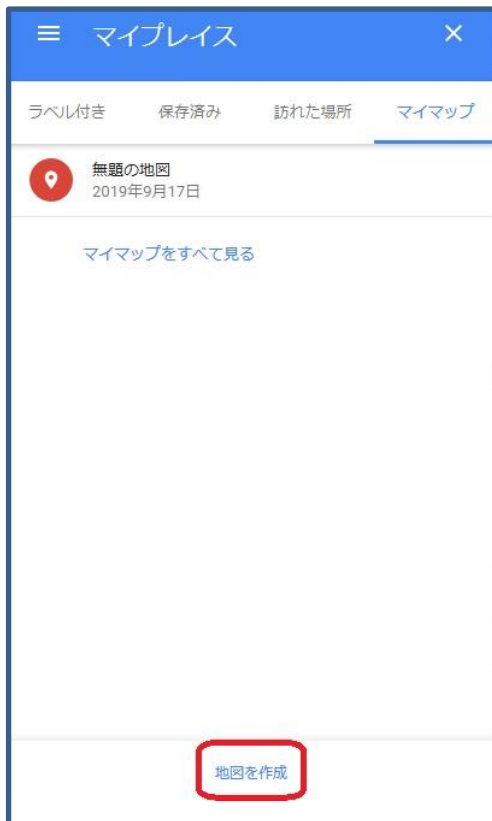 マイプレイス
ラベル付き 保存済み 訪れた場所 マイマップ
無題の地図
2019年9月17日
マイマップをすべて見る
地図を作成